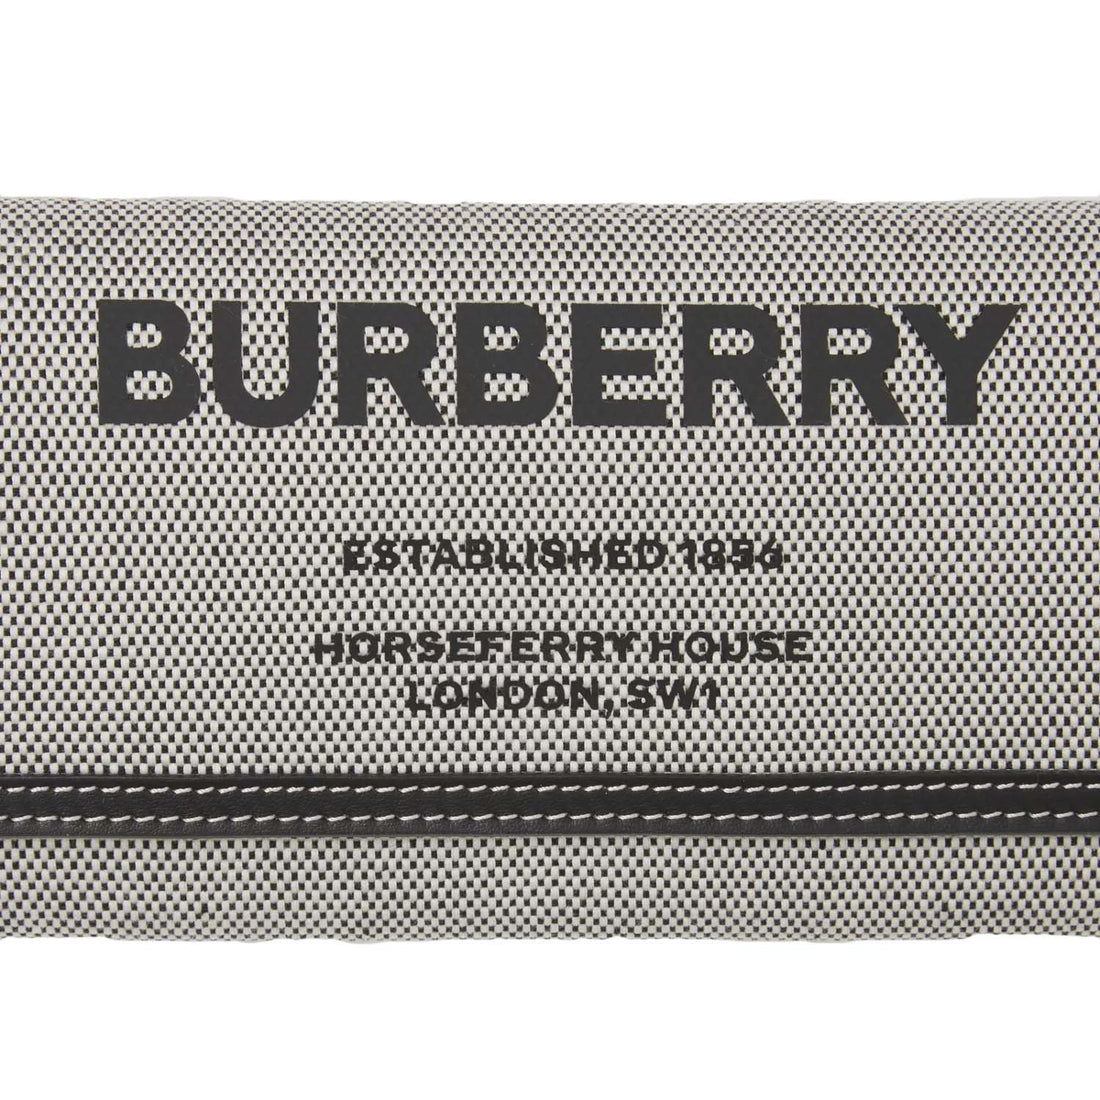 BURBERRY
ESTABLISHED 1856
HORSEFERRY HOUSE
LONDON, SW1